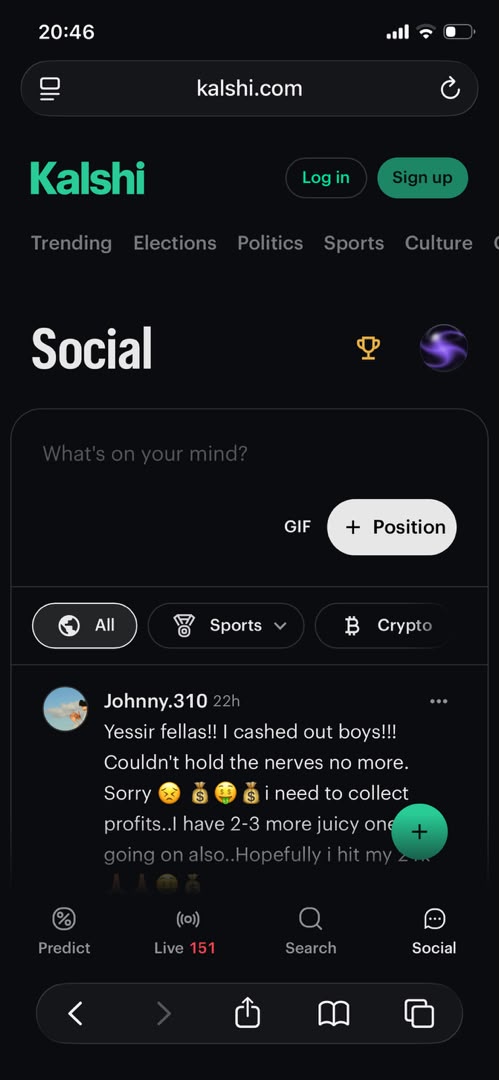 20:46
kalshi.com
Kalshi
Log in
Sign up
Trending Elections Politics Sports Culture
Social
What's on your mind?
GIF
+ Position
All
Sports
Crypto
Johnny.310 22h
Yessir fellas!! I cashed out boys!!!
Couldn't hold the nerves no more.
Sorry 😣 💰🤑💰i need to collect
profits..I have 2-3 more juicy
going on also..Hopefully i hit my
🙏🏿🙏🏿🤑💰
Predict
Live 151
Search
Social